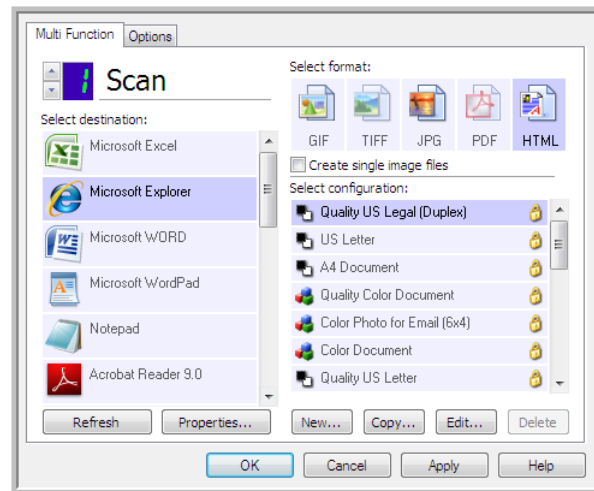 Multi Function
Options
1 Scan
Select destination:
Microsoft Excel
Microsoft Explorer
Microsoft WORD
Microsoft WordPad
Notepad
Acrobat Reader 9.0
Refresh
Properties...
Select format:
GIF
TIFF
JPG
PDF
HTML
Create single image files
Select configuration:
Quality US Legal (Duplex)
US Letter
A4 Document
Quality Color Document
Color Photo for Email (6x4)
Color Document
Quality US Letter
New...
Copy...
Edit...
Delete
OK
Cancel
Apply
Help